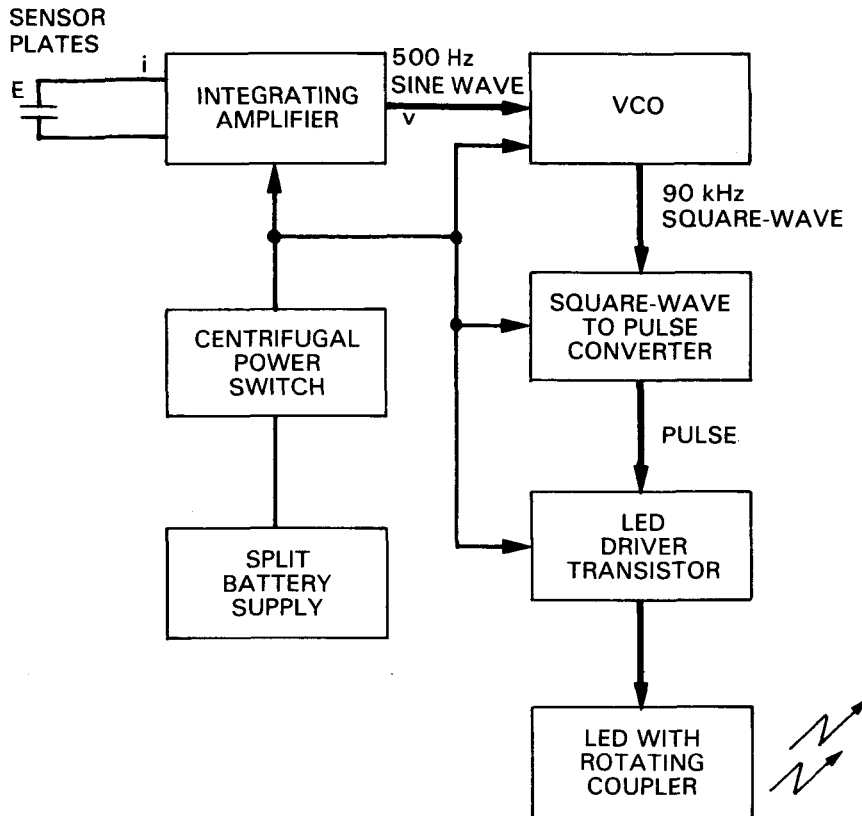 SENSOR
PLATES
E
i
INTEGRATING
AMPLIFIER
500 Hz
SINE WAVE
v
VCO
90 kHz
SQUARE-WAVE
SQUARE-WAVE
TO PULSE
CONVERTER
CENTRIFUGAL
POWER
SWITCH
PULSE
SPLIT
BATTERY
SUPPLY
LED
DRIVER
TRANSISTOR
LED WITH
ROTATING
COUPLER